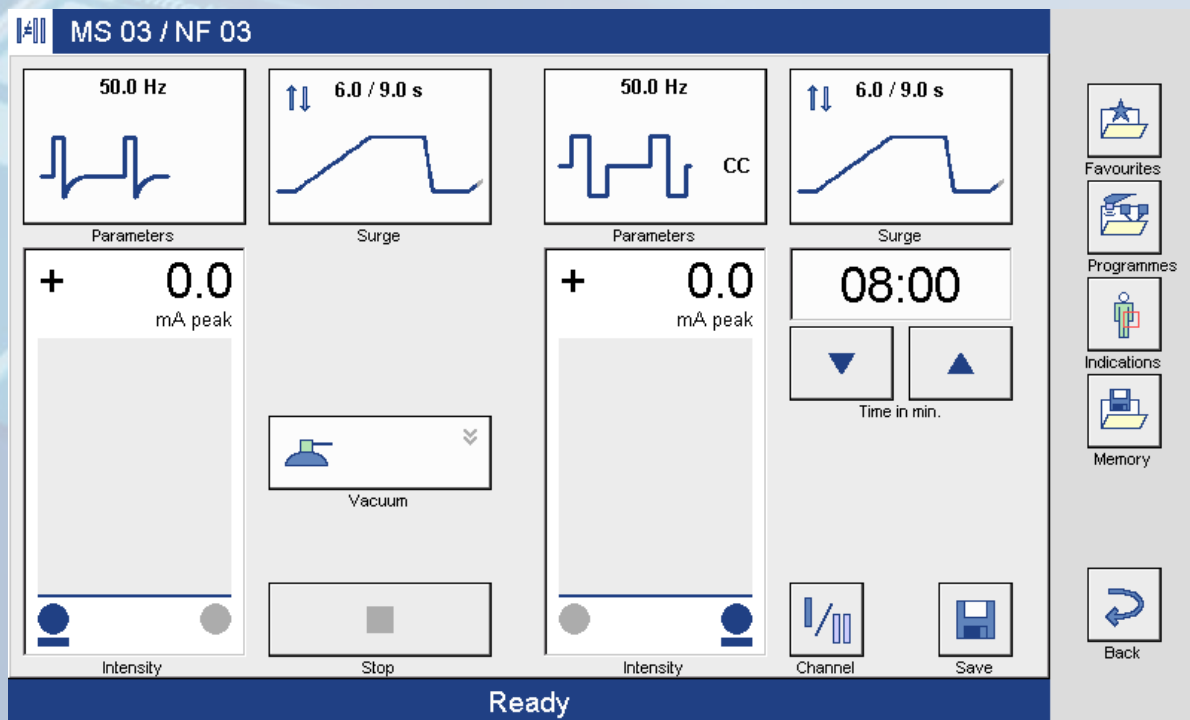 MS 03 / NF 03
50.0 Hz
Parameters
6.0 / 9.0 s
Surge
50.0 Hz
CC
Parameters
6.0 / 9.0 s
Surge
+ 0.0
mA peak
Intensity
Vacuum
Stop
+ 0.0
mA peak
Intensity
08:00
Time in min.
Channel
Save
Favourites
Programmes
Indications
Memory
Back
Ready